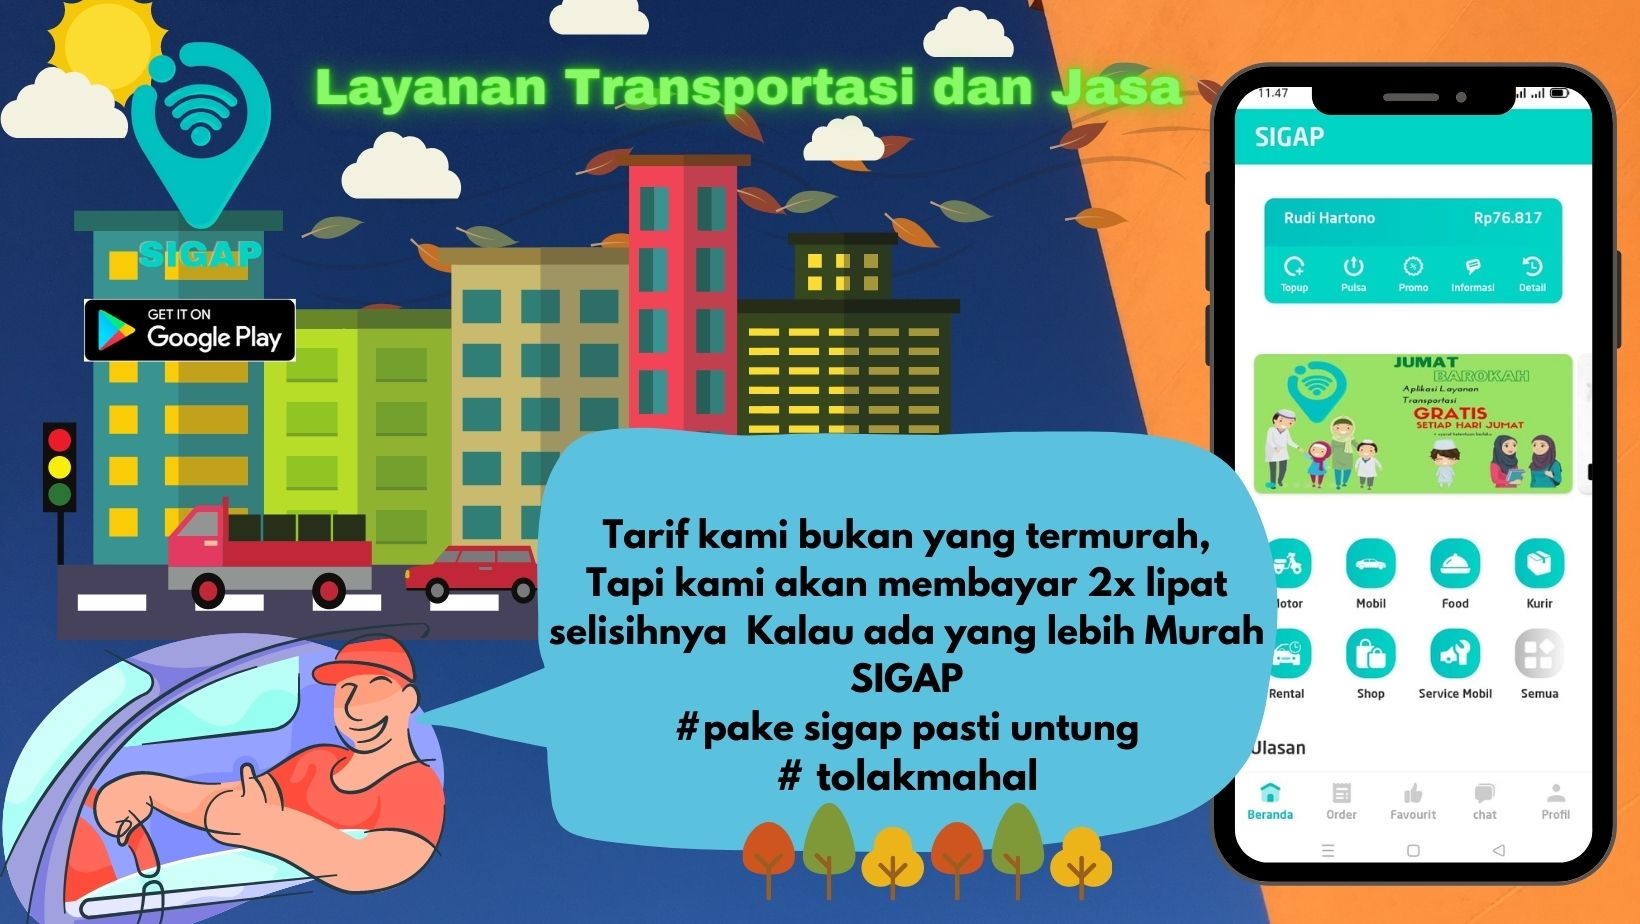 Layanan Transportasi dan Jasa
SIGAP
GET IT ON
Google Play
Tarif kami bukan yang termurah,
Tapi kami akan membayar 2x lipat
selisihnya Kalau ada yang lebih Murah
SIGAP
#pake sigap pasti untung
# tolakmahal
11.47
SIGAP
Rudi Hartono Rp76.817
Topup Pulsa Promo Informasi Detail
JUMAT
BAROKAH
Aplikasi Layanan
Transportasi
GRATIS
SETIAP HARI JUMAT
Mobil Food Kurir
Rental Shop Service Mobil Semua
Ulasan
Beranda Order Favourit chat Profil